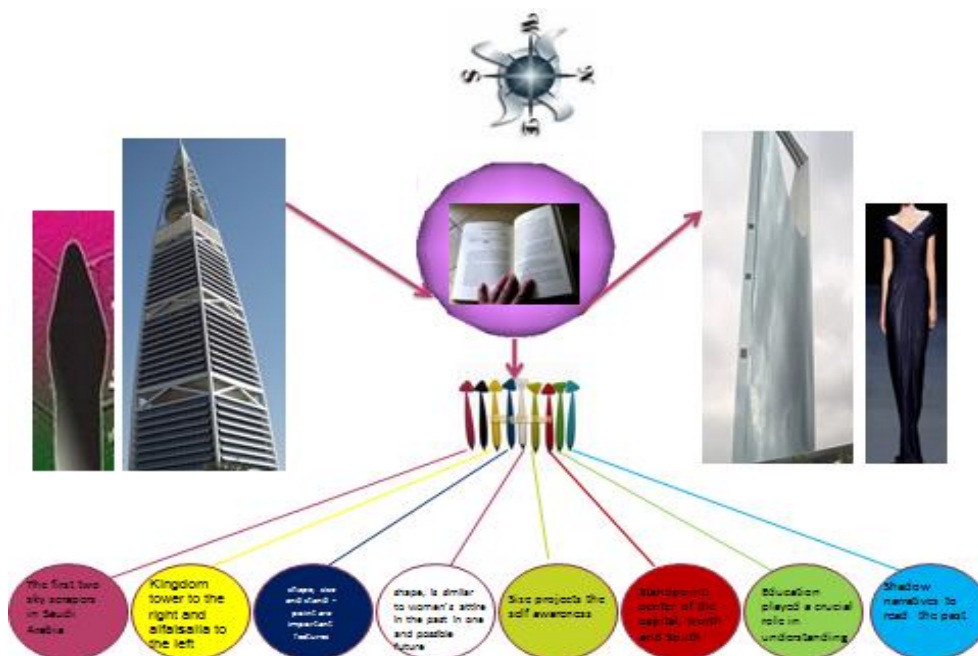 W
S
N
E
The first two
sky scrapers
in Saudi
Arabia
Kingdom
tower to the
right and
alfaisalia to
the left
shape, size
and stand -
point are
important
features
shape, is similar
to women's attire
in the past in
one and possible
future
Size projects the
self awareness
Standpoint:
center of the
capital, North
and South
Education
played a crucial
role in
understanding
Shadow
narratives to
read the past